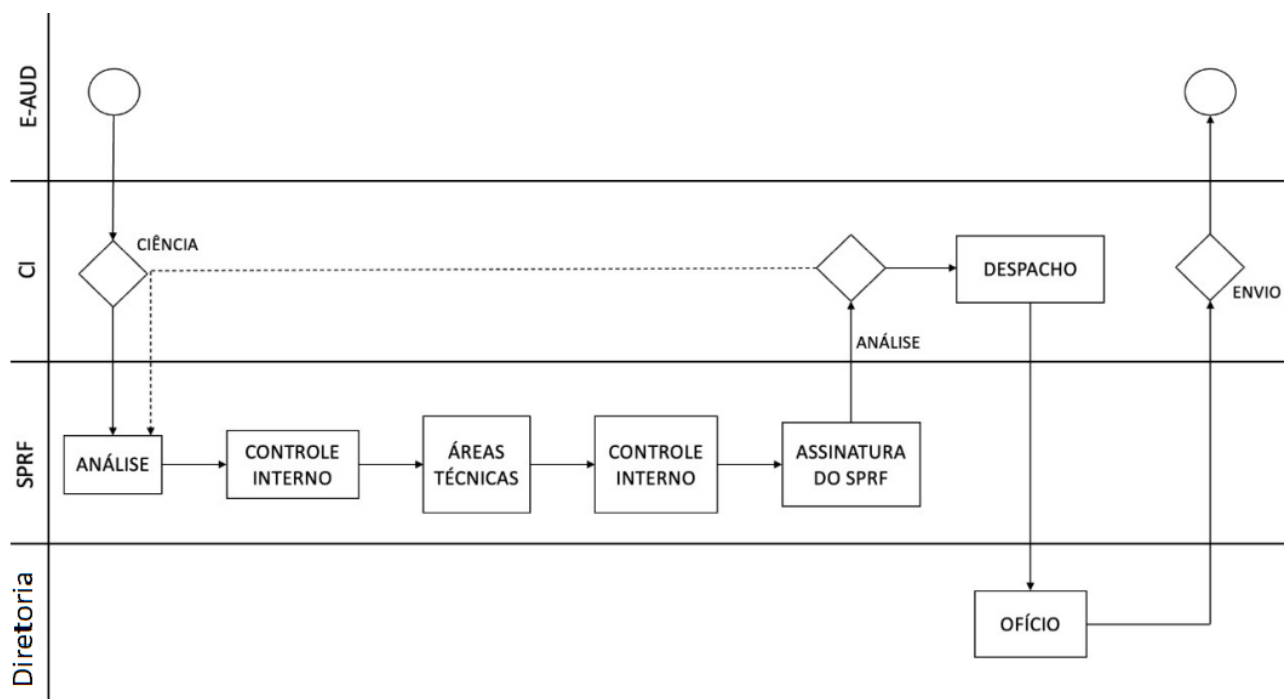 E-AUD
CI
CIÊNCIA
DESPACHO
ENVIO
ANÁLISE
SPRF
ANÁLISE
CONTROLE
INTERNO
ÁREAS
TÉCNICAS
CONTROLE
INTERNO
ASSINATURA
DO SPRF
Diretoria
OFÍCIO